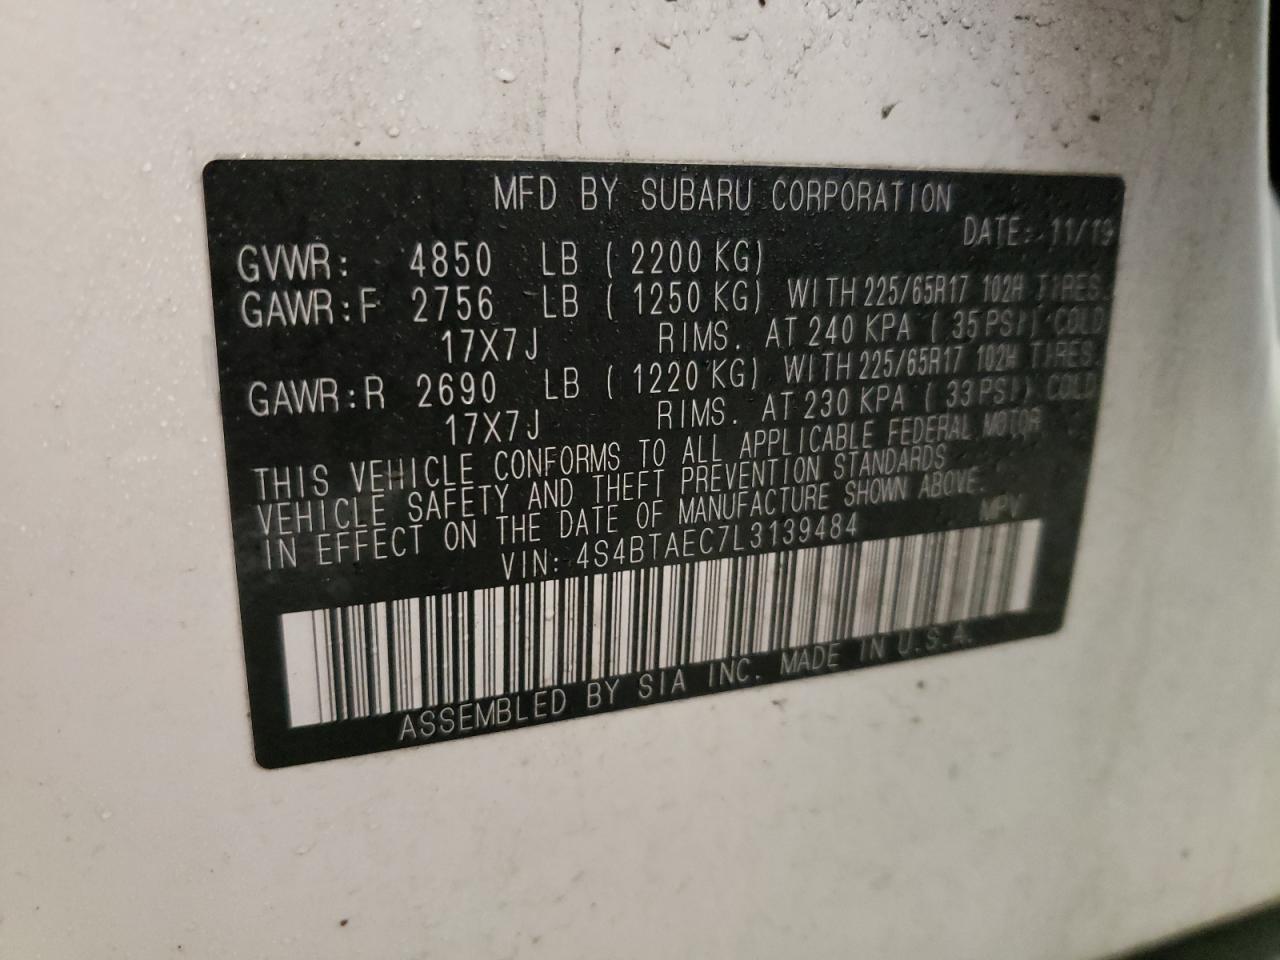 MFD BY SUBARU CORPORATION
DATE: 11/19
GVWR: 4850 LB ( 2200 KG)
GAWR:F 2756 LB ( 1250 KG) WITH 225/65R17 102H TIRES
17X7J RIMS. AT 240 KPA ( 35 PSI) COLD
GAWR:R 2690 LB ( 1220 KG) WITH 225/65R17 102H TIRES
17X7J RIMS. AT 230 KPA ( 33 PSI) COLD
THIS VEHICLE CONFORMS TO ALL APPLICABLE FEDERAL MOTOR
VEHICLE SAFETY AND THEFT PREVENTION STANDARDS
IN EFFECT ON THE DATE OF MANUFACTURE SHOWN ABOVE.
VIN: 4S4BTAEC7L3139484 MPV
ASSEMBLED BY SIA INC. MADE IN U.S.A.